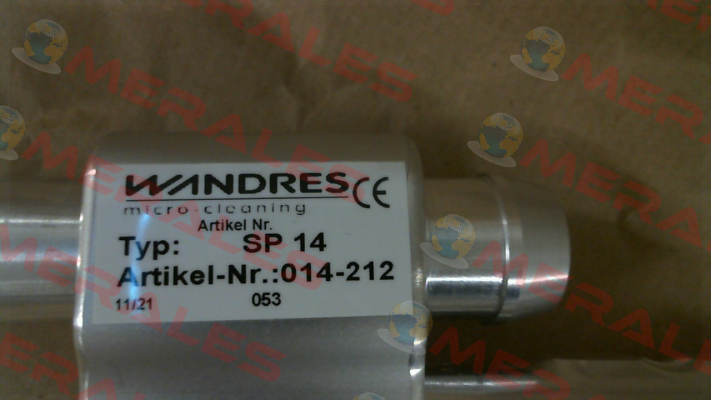 WANDRES CE
micro-cleaning
Artikel Nr.
Typ: SP 14
Artikel-Nr.:014-212
11/21 053
MERALES
MERALES
MERALES
MERALES
MERALES